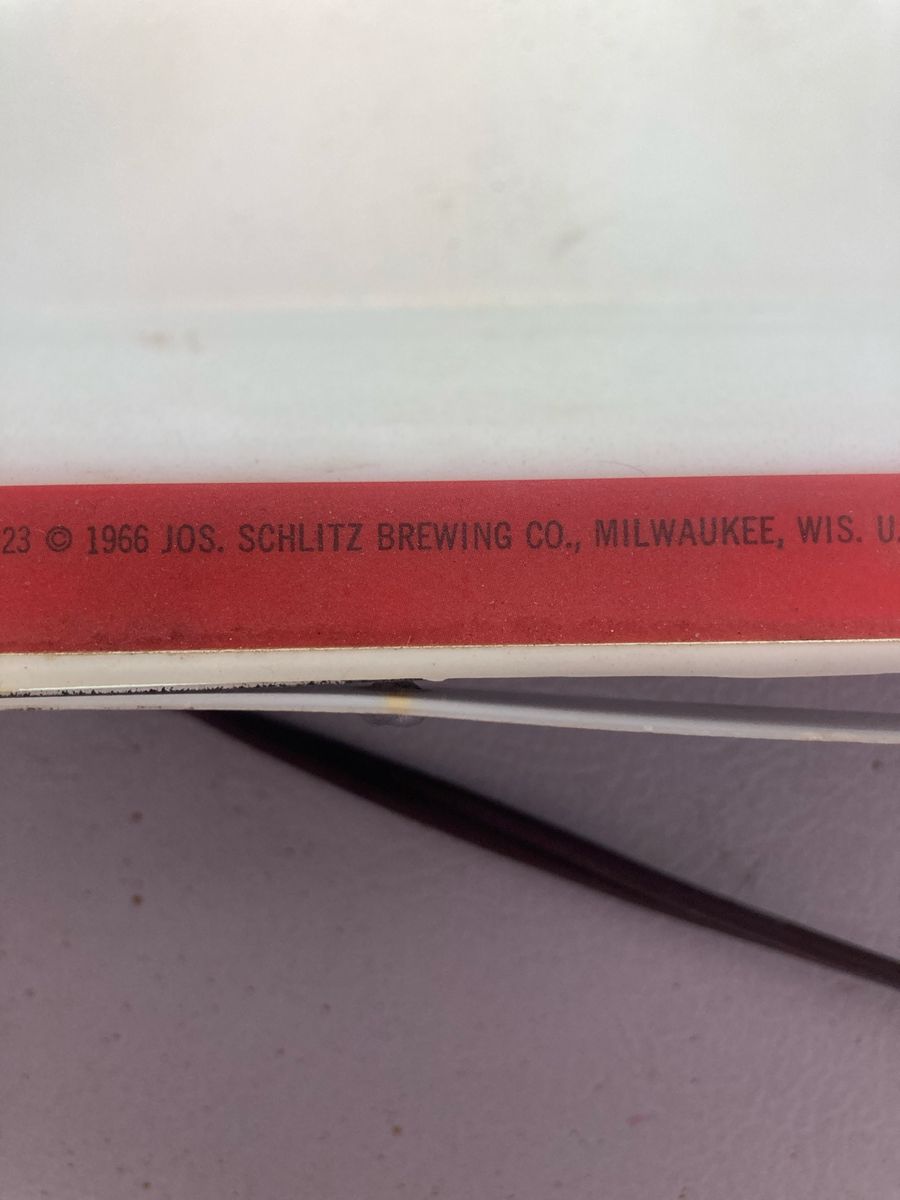 23 © 1966 JOS. SCHLITZ BREWING CO., MILWAUKEE, WIS. U.